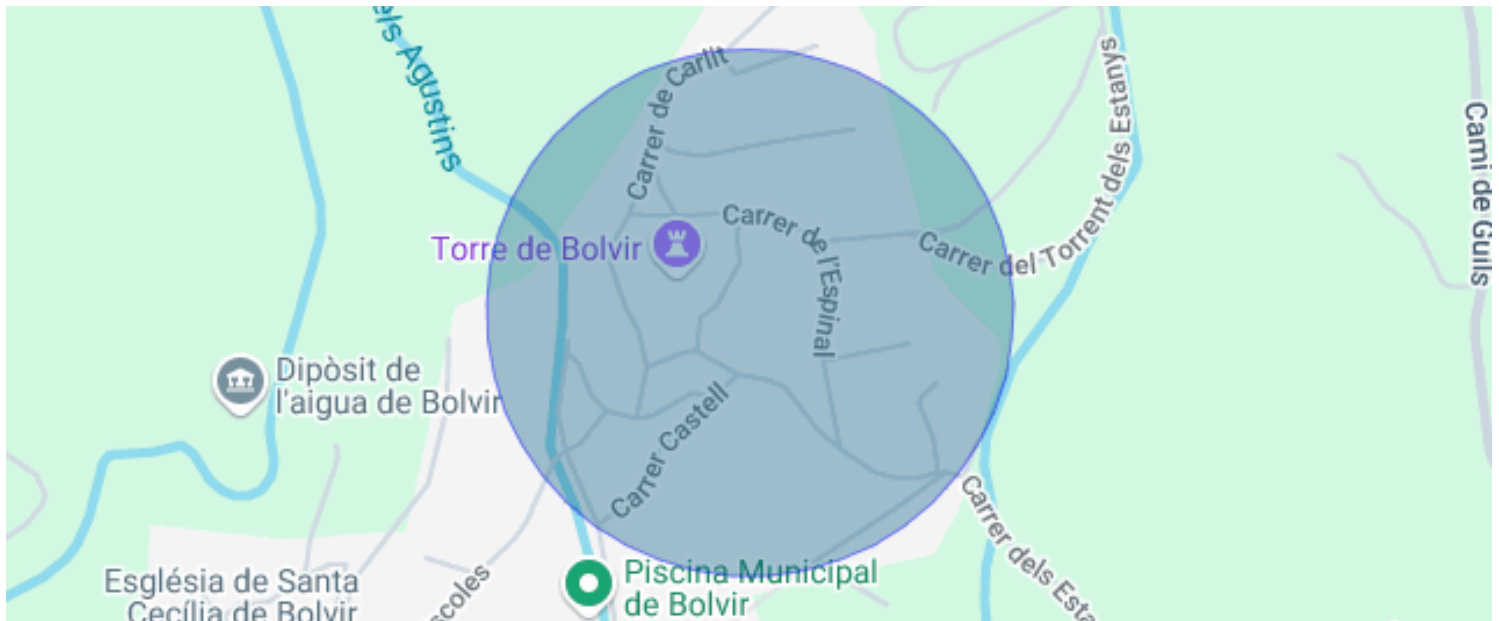 els Agustins
Carrer de Carlit
Carrer del Torrent dels Estanys
Cami de Guils
Carrer de l'Espinal
Torre de Bolvir
Dipòsit de
l'aigua de Bolvir
Carrer Castell
Carrer dels Esta
Església de Santa
Cecília de Bolvir
scoles
Piscina Municipal
de Bolvir